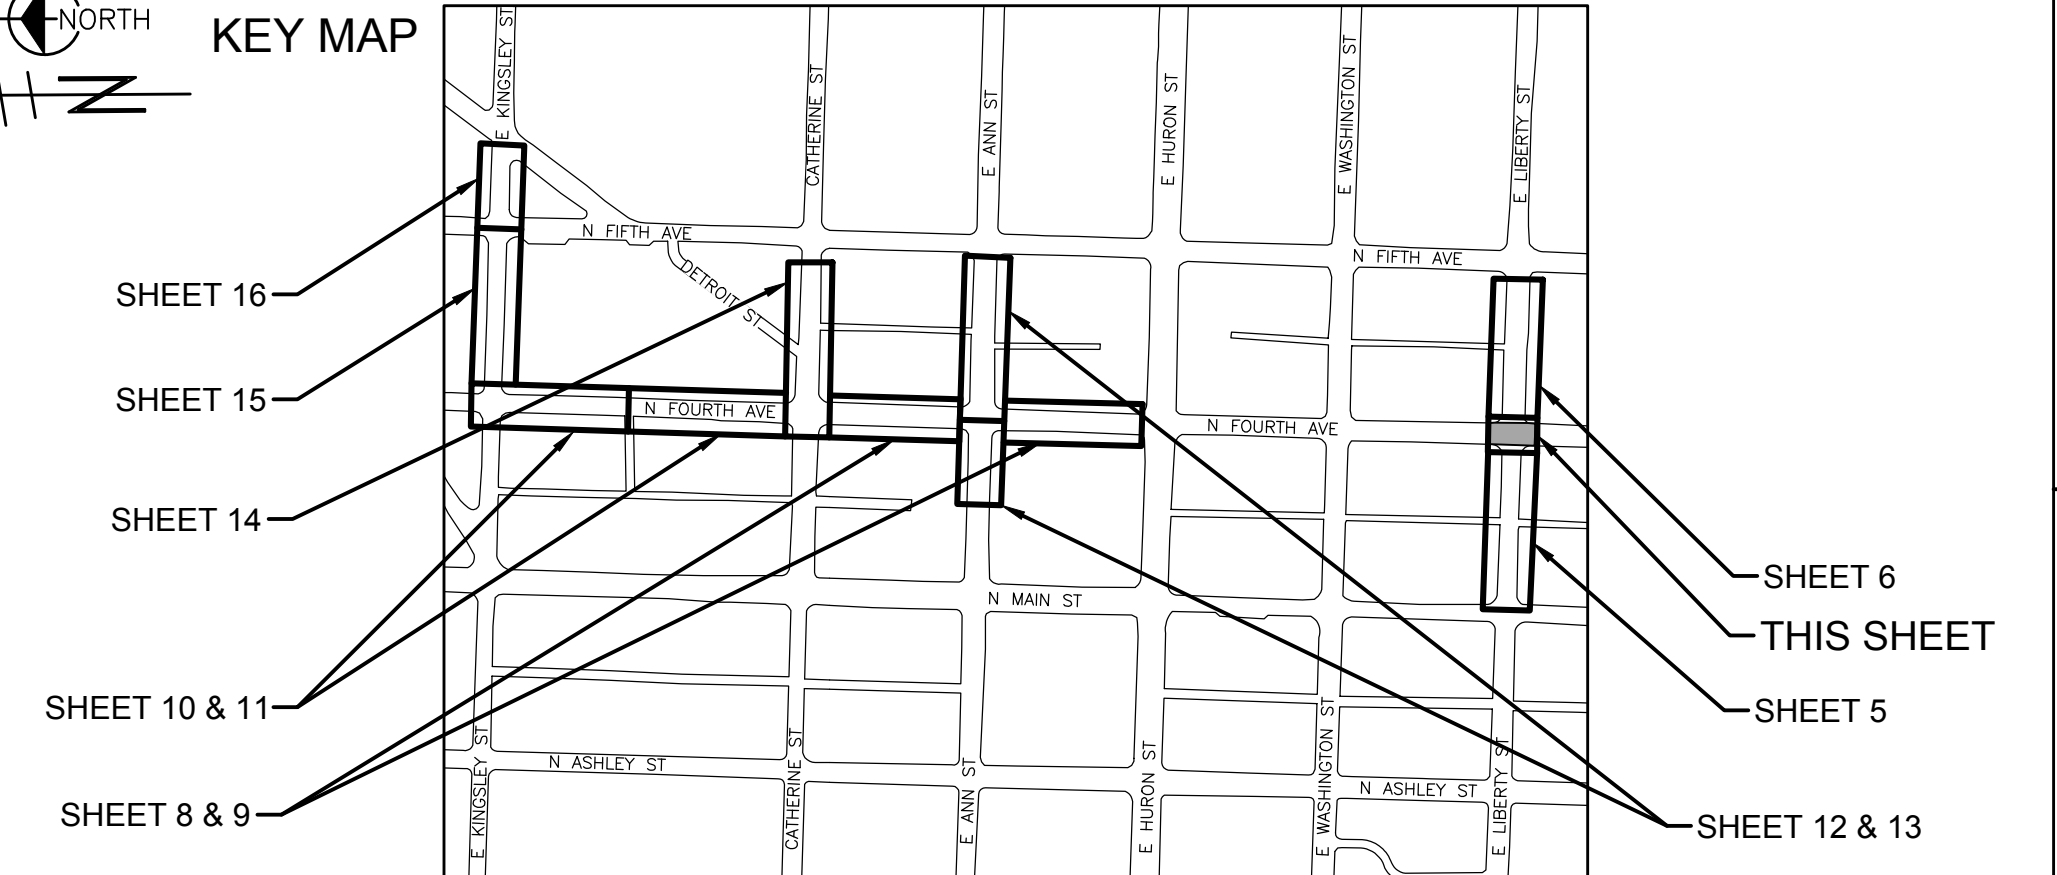 NORTH
KEY MAP
E KINGSLEY ST
CATHERINE ST
E ANN ST
E HURON ST
E WASHINGTON ST
E LIBERTY ST
N FIFTH AVE
N FIFTH AVE
DETROIT ST
SHEET 16
SHEET 15
N FOURTH AVE
N FOURTH AVE
SHEET 14
SHEET 6
N MAIN ST
THIS SHEET
SHEET 10 & 11
SHEET 5
N ASHLEY ST
N ASHLEY ST
SHEET 8 & 9
SHEET 12 & 13
E KINGSLEY ST
CATHERINE ST
E ANN ST
E HURON ST
E WASHINGTON ST
E LIBERTY ST